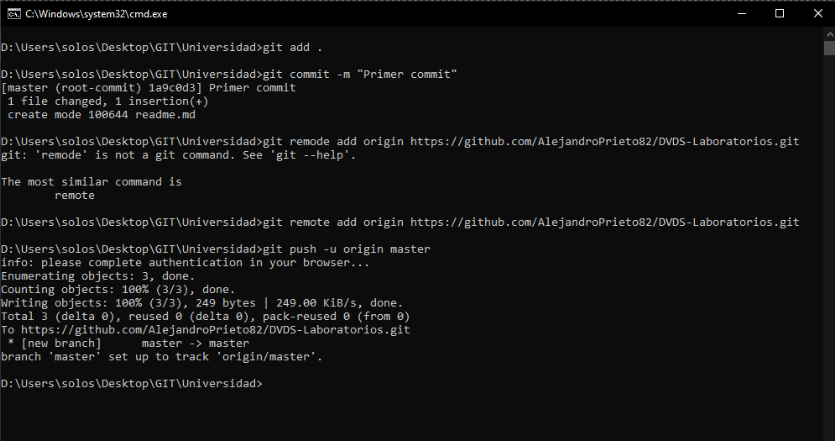 C:\Windows\system32\cmd.exe
D:\Users\solos\Desktop\GIT\Universidad>git add .
D:\Users\solos\Desktop\GIT\Universidad>git commit -m "Primer commit"
[master (root-commit) 1a9c0d3] Primer commit
 1 file changed, 1 insertion(+)
 create mode 100644 readme.md
D:\Users\solos\Desktop\GIT\Universidad>git remode add origin https://github.com/AlejandroPrieto82/DVDS-Laboratorios.git
git: 'remode' is not a git command. See 'git --help'.
The most similar command is
        remote
D:\Users\solos\Desktop\GIT\Universidad>git remote add origin https://github.com/AlejandroPrieto82/DVDS-Laboratorios.git
D:\Users\solos\Desktop\GIT\Universidad>git push -u origin master
info: please complete authentication in your browser...
Enumerating objects: 3, done.
Counting objects: 100% (3/3), done.
Writing objects: 100% (3/3), 249 bytes | 249.00 KiB/s, done.
Total 3 (delta 0), reused 0 (delta 0), pack-reused 0 (from 0)
To https://github.com/AlejandroPrieto82/DVDS-Laboratorios.git
 * [new branch]      master -> master
branch 'master' set up to track 'origin/master'.
D:\Users\solos\Desktop\GIT\Universidad>